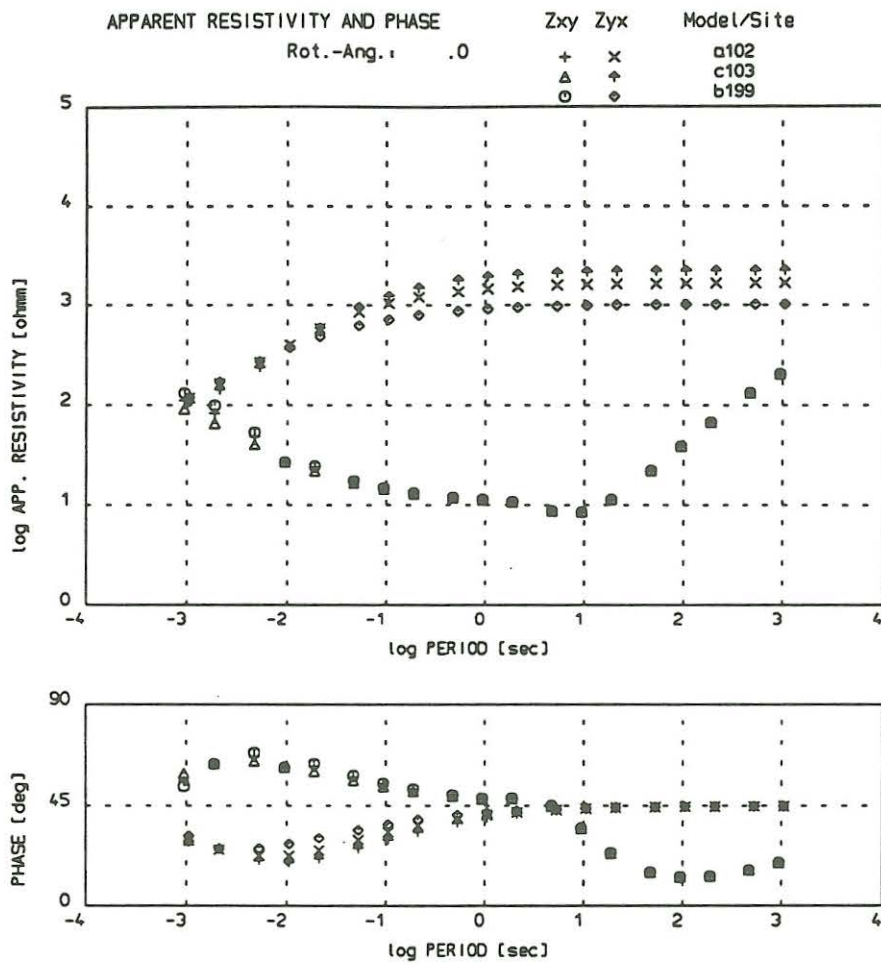 APPARENT RESISTIVITY AND PHASE Zxy Zyx Model/Site
Rot.-Ang.: .0 a102
c103
b199
5
4
3
2
1
0
log APP. RESISTIVITY [ohmm]
-4 -3 -2 -1 0 1 2 3 4
log PERIOD [sec]
90
45
0
PHASE [deg]
-4 -3 -2 -1 0 1 2 3 4
log PERIOD [sec]